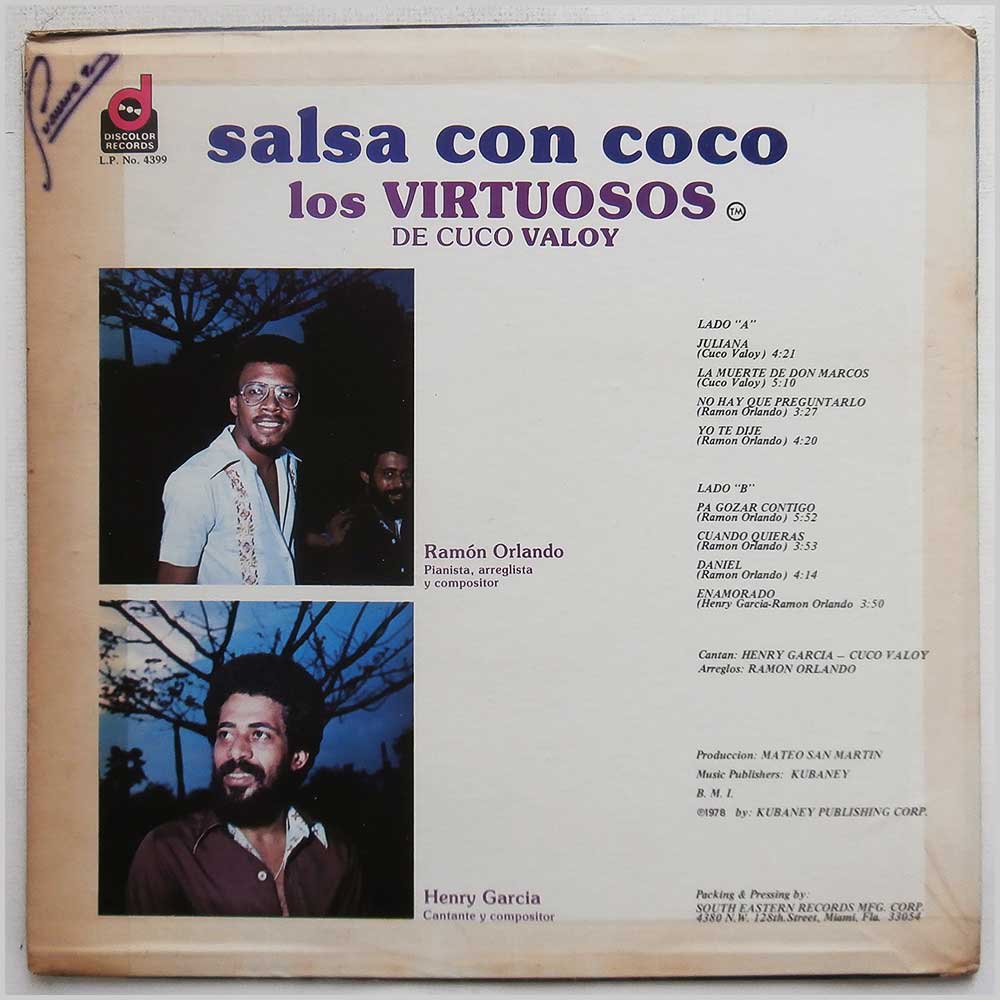 DISCOLOR
RECORDS
L.P. No. 4399
salsa con coco
los VIRTUOSOS TM
DE CUCO VALOY
Ramón Orlando
Pianista, arreglista
y compositor
Henry Garcia
Cantante y compositor
LADO "A"
JULIANA
(Cuco Valoy) 4:21
LA MUERTE DE DON MARCOS
(Cuco Valoy) 5:10
NO HAY QUE PREGUNTARLO
(Ramon Orlando) 3:27
YO TE DIJE
(Ramon Orlando) 4:20
LADO "B"
PA GOZAR CONTIGO
(Ramon Orlando) 5:52
CUANDO QUIERAS
(Ramon Orlando) 3:53
DANIEL
(Ramon Orlando) 4:14
ENAMORADO
(Henry Garcia-Ramon Orlando 3:50
Cantan: HENRY GARCIA – CUCO VALOY
Arreglos: RAMON ORLANDO
Produccion: MATEO SAN MARTIN
Music Publishers: KUBANEY
B. M. I.
℗1978 by: KUBANEY PUBLISHING CORP.
Packing & Pressing by:
SOUTH EASTERN RECORDS MFG. CORP.
4380 N.W. 128th.Street, Miami, Fla. 33054